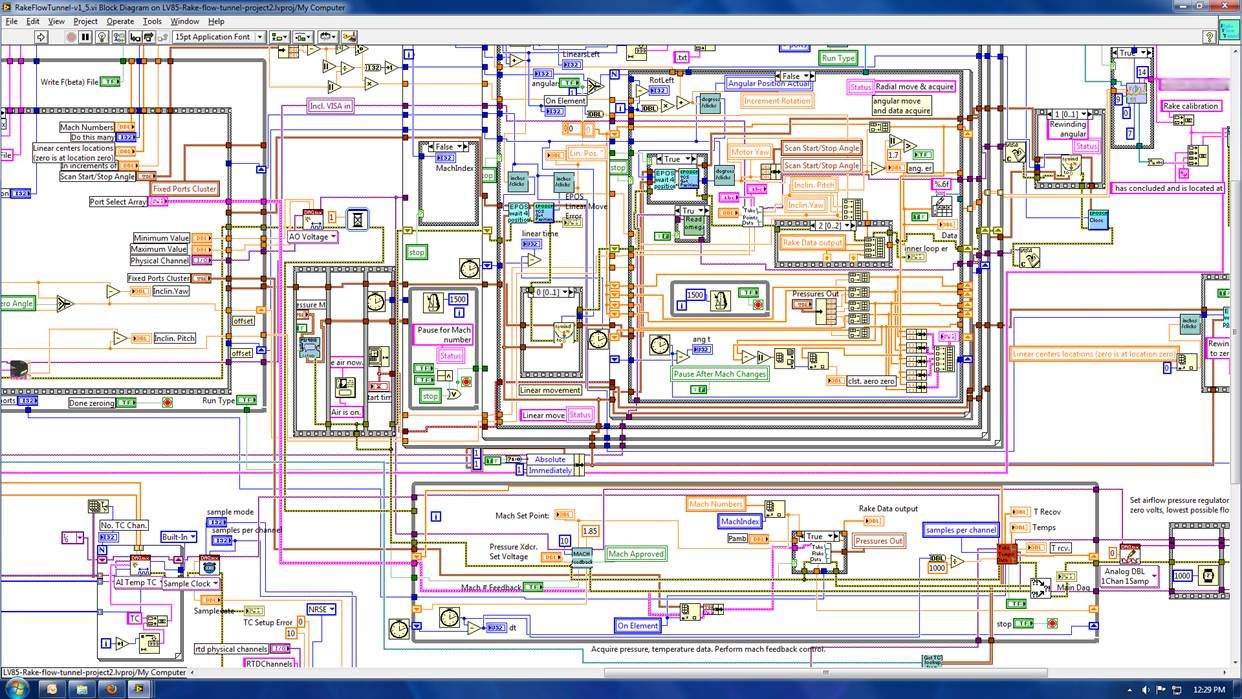 RakeFlowTunnel-v1_5.vi Block Diagram on LV85-Rake-flow-tunnel-project2.lvproj/My Computer
File Edit View Project Operate Tools Window Help
15pt Application Font
Write F(beta) File
Mach Numbers
Do this many
Linear centers locations
(zero is at location zero)
In increments of
Scan Start/Stop Angle
Fixed Ports Cluster
Port Select Array
Minimum Value
Maximum Value
Physical Channel
Fixed Ports Cluster
Inclin.Yaw
Inclin. Pitch
offset
offset
Done zeroing
Run Type
Incl. VISA in
AO Voltage
1
Air is on.
False
MachIndex
stop
1500
Pause for Mach
number
Status
stop
LinearsLeft
angular
On Element
Lin. Pos.
EPOS
Linear Move
Error
linear time
0 [0..1]
Linear movement
Linear move Status
.txt
RotLeft
False
Angular Position Actual
Increment Rotation
Run Type
Status Radial move & acquire
angular move
and data acquire
Motor Yaw
Scan Start/Stop Angle
Scan Start/Stop Angle
Inclin. Pitch
Inclin.Yaw
1.7
ang. er
%.6f
Data
inner loop er
True
stop
2 [0..2]
Rake Data output
1500
Pressures Out
ang t
Pause After Mach Changes
clst. aero zero
True
14
9
0
7
Rake calibration
1 [0..1]
Rewinding
angular
Status
has concluded and is located at
Close
Linear centers locations (zero is at location zero)
0
Absolute
Immediately
No. TC Chan.
Built-In
sample mode
samples per channel
AI Temp TC
Sample Clock
TC
NRSE
TC Setup Error
0
10
rtd physical channels
RTDChannels
Mach Set Point:
1.85
10
Pressure Xdcr.
Set Voltage
MACH
feedback
Mach Approved
Mach # Feedback
dt
On Element
Mach Numbers
MachIndex
Pamb
True
Rake Data output
Pressures Out
samples per channel
1000
T Recov
Temps
T rcv.
Main Daq
stop
Acquire pressure, temperature data. Perform mach feedback control.
Set airflow pressure regulator
zero volts, lowest possible flo
0
Analog DBL
1Chan 1Samp
1000
LV85-Rake-flow-tunnel-project2.lvproj/My Computer
12:29 PM